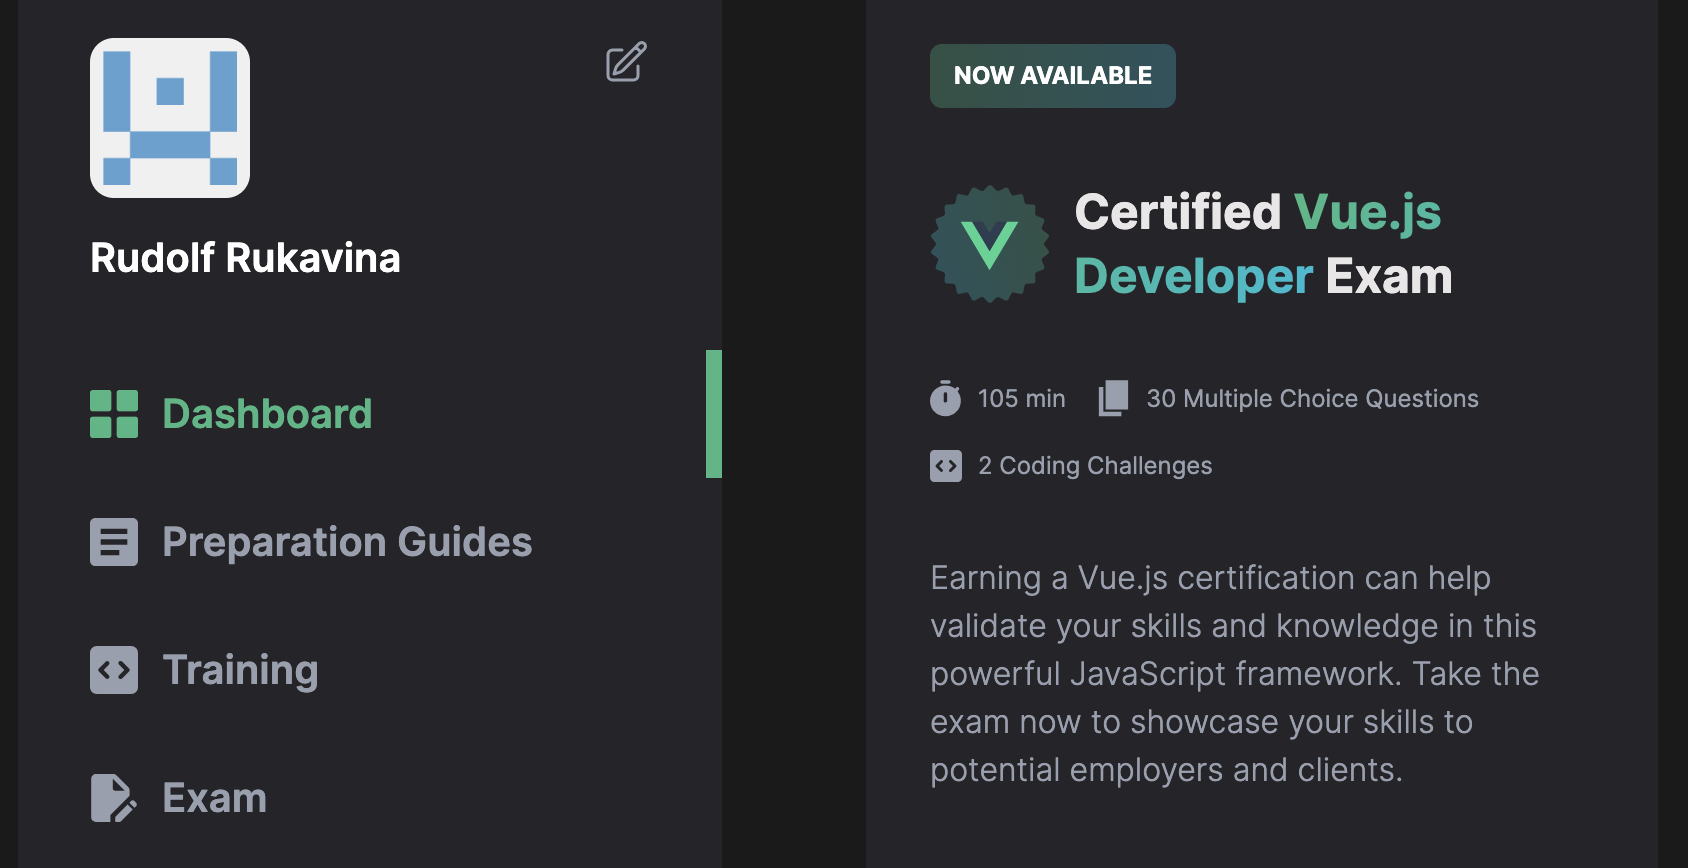 Rudolf Rukavina
Dashboard
Preparation Guides
Training
Exam
NOW AVAILABLE
Certified Vue.js
Developer Exam
105 min
30 Multiple Choice Questions
2 Coding Challenges
Earning a Vue.js certification can help
validate your skills and knowledge in this
powerful JavaScript framework. Take the
exam now to showcase your skills to
potential employers and clients.